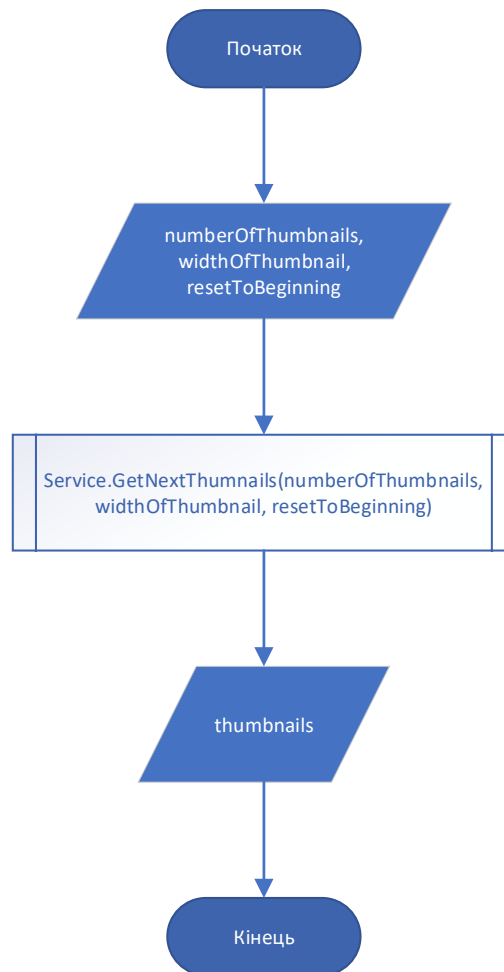 Початок
numberOfThumbnails,
widthOfThumbnail,
resetToBeginning
Service.GetNextThumnails(numberOfThumbnails,
widthOfThumbnail, resetToBeginning)
thumbnails
Кінець